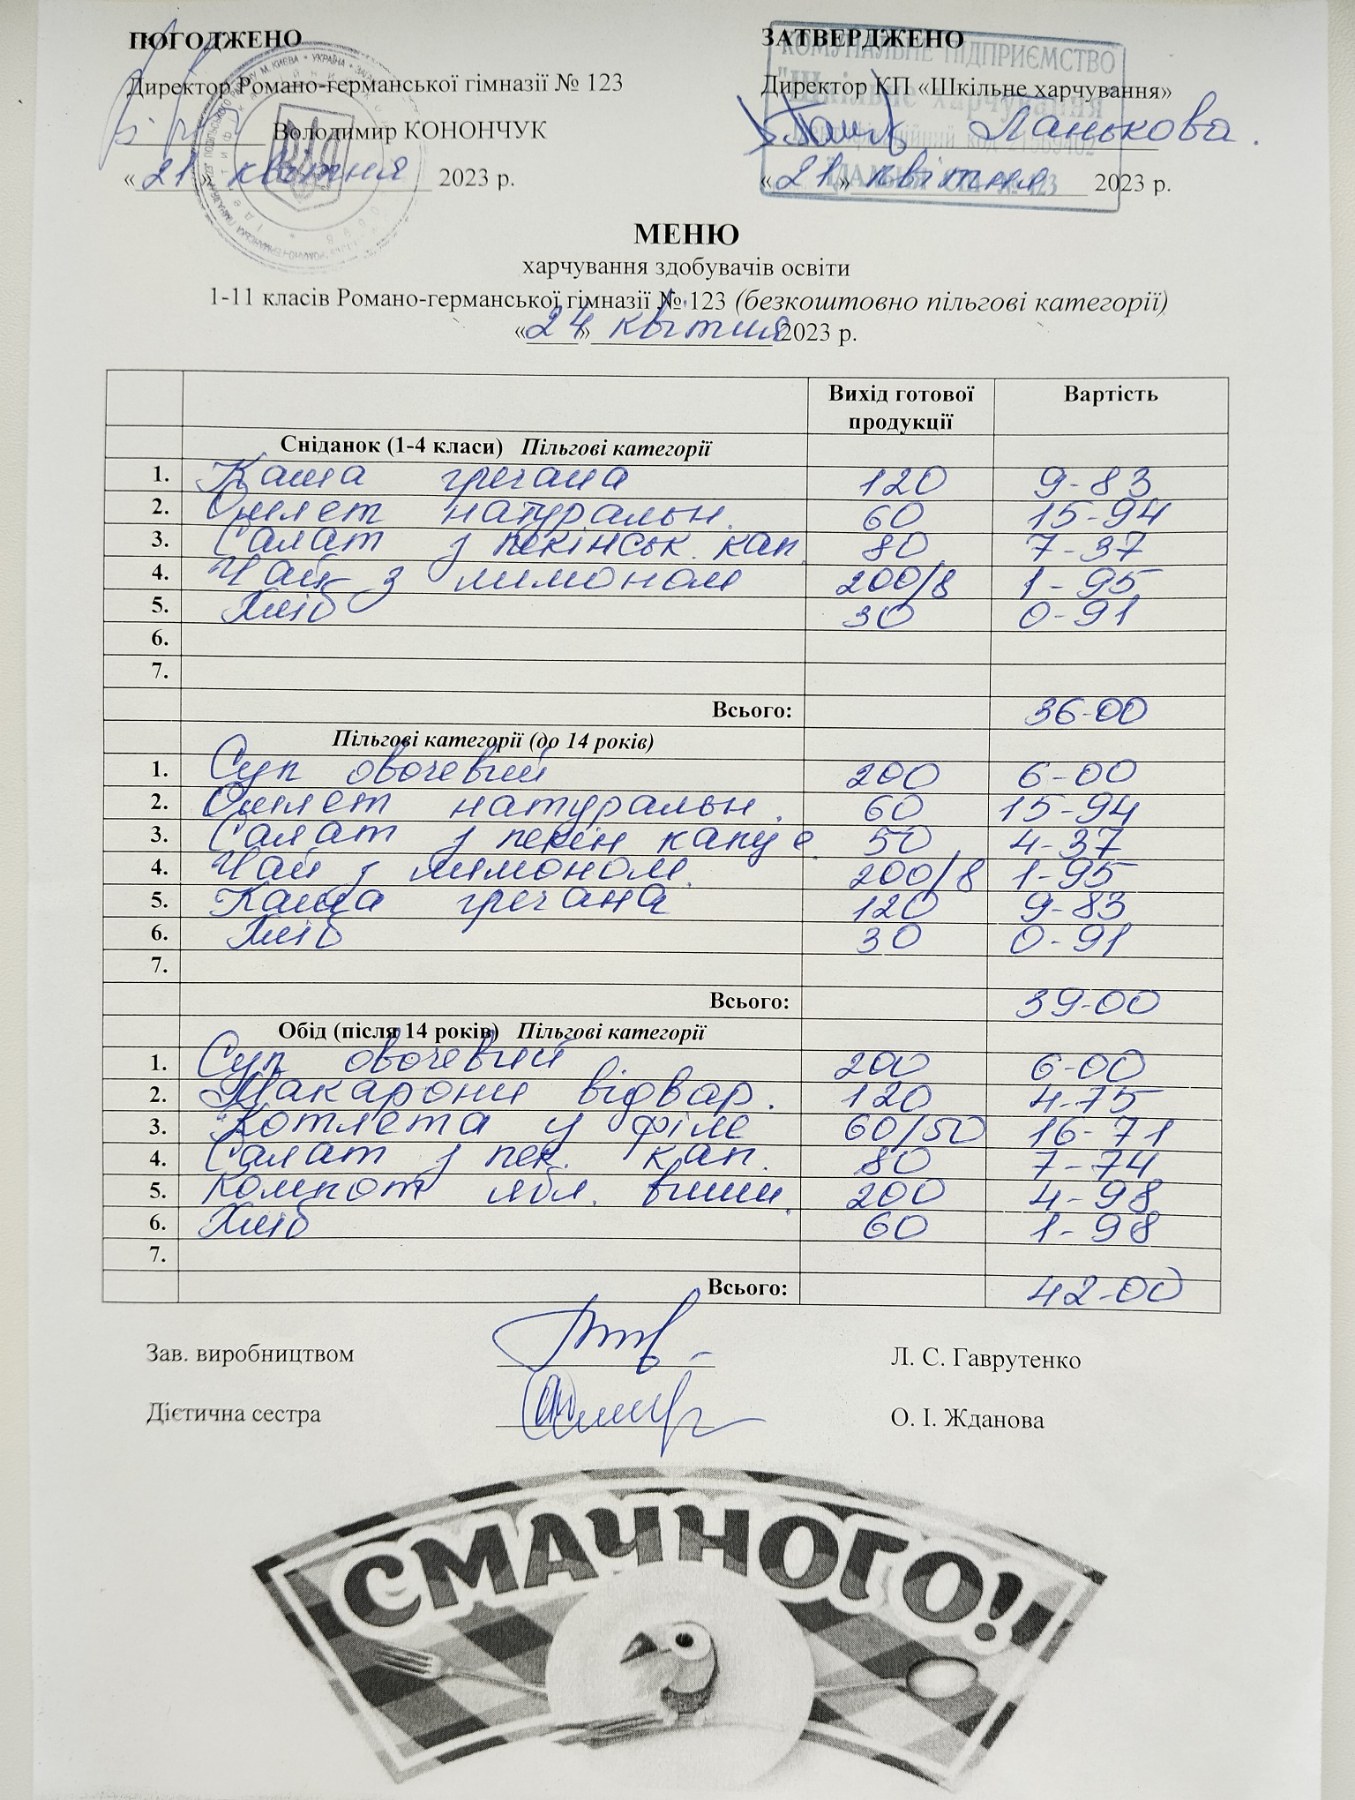 ПОГОДЖЕНО
Директор Романо-германської гімназії № 123
Володимир КОНОНЧУК
«21» квітня 2023 р.
ЗАТВЕРДЖЕНО
КОМУНАЛЬНЕ ПІДПРИЄМСТВО
Директор КП «Шкільне харчування»
"Шкільне харчування
Панькова.
«21» квітня 2023 р.
МЕНЮ
харчування здобувачів освіти
1-11 класів Романо-германської гімназії № 123 (безкоштовно пільгові категорії)
«24» квітня 2023 р.
Вихід готової продукції Вартість
Сніданок (1-4 класи) Пільгові категорії
1. Каша гречана 120 9-83
2. Омлет натуральн. 60 15-94
3. Салат з пекінськ. кап. 80 7-37
4. Чай з лимоном 200/8 1-95
5. Хліб 30 0-91
6.
7.
Всього: 36-00
Пільгові категорії (до 14 років)
1. Суп овочевий 200 6-00
2. Омлет натуральн. 60 15-94
3. Салат з пекін капус. 50 4-37
4. Чай з лимоном. 200/8 1-95
5. Каша гречана 120 9-83
6. Хліб 30 0-91
7.
Всього: 39-00
Обід (після 14 років) Пільгові категорії
1. Суп овочевий 200 6-00
2. Макарони відвар. 120 4-75
3. Котлета у філе 60/50 16-71
4. Салат з пек. кап. 80 7-74
5. Компот ябл. вишн. 200 4-98
6. Хліб 60 1-98
7.
Всього: 42-00
Зав. виробництвом Л. С. Гаврутенко
Дієтична сестра О. І. Жданова
СМАЧНОГО!